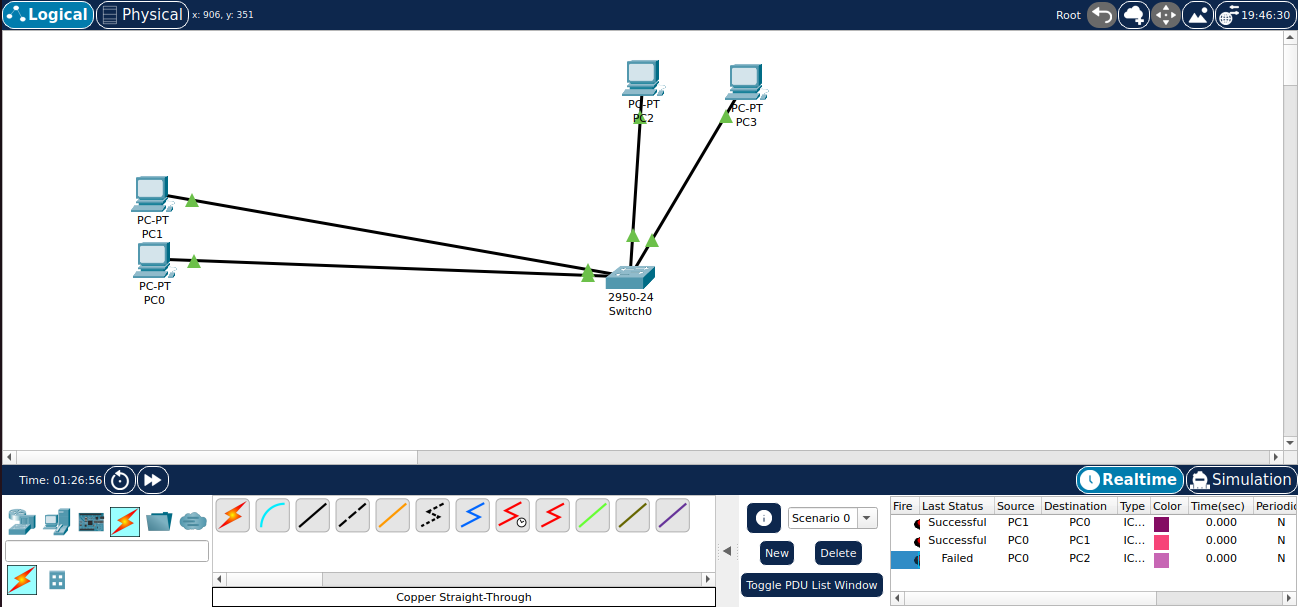 Logical Physical x: 906, y: 351 Root 19:46:30
PC-PT
PC2
PC-PT
PC3
PC-PT
PC1
PC-PT
PC0
2950-24
Switch0
Time: 01:26:56 Realtime Simulation
Scenario 0
New Delete
Toggle PDU List Window
Copper Straight-Through
Fire Last Status Source Destination Type Color Time(sec) Periodic
Successful PC1 PC0 IC... 0.000 N
Successful PC0 PC1 IC... 0.000 N
Failed PC0 PC2 IC... 0.000 N